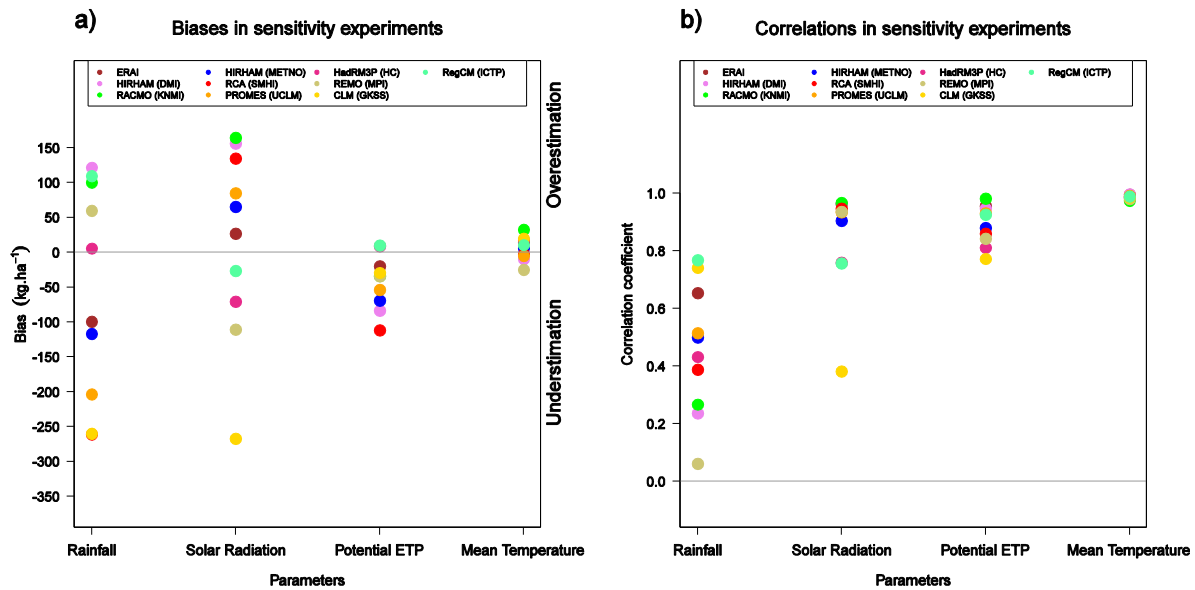 a)
Biases in sensitivity experiments
ERAI
HIRHAM (DMI)
RACMO (KNMI)
HIRHAM (METNO)
RCA (SMHI)
PROMES (UCLM)
HadRM3P (HC)
REMO (MPI)
CLM (GKSS)
RegCM (ICTP)
150
100
50
0
-50
-100
-150
-200
-250
-300
-350
Bias (kg.ha⁻¹)
Overestimation
Understimation
Rainfall Solar Radiation Potential ETP Mean Temperature
Parameters
b)
Correlations in sensitivity experiments
ERAI
HIRHAM (DMI)
RACMO (KNMI)
HIRHAM (METNO)
RCA (SMHI)
PROMES (UCLM)
HadRM3P (HC)
REMO (MPI)
CLM (GKSS)
RegCM (ICTP)
1.0
0.8
0.6
0.4
0.2
0.0
Correlation coefficient
Rainfall Solar Radiation Potential ETP Mean Temperature
Parameters